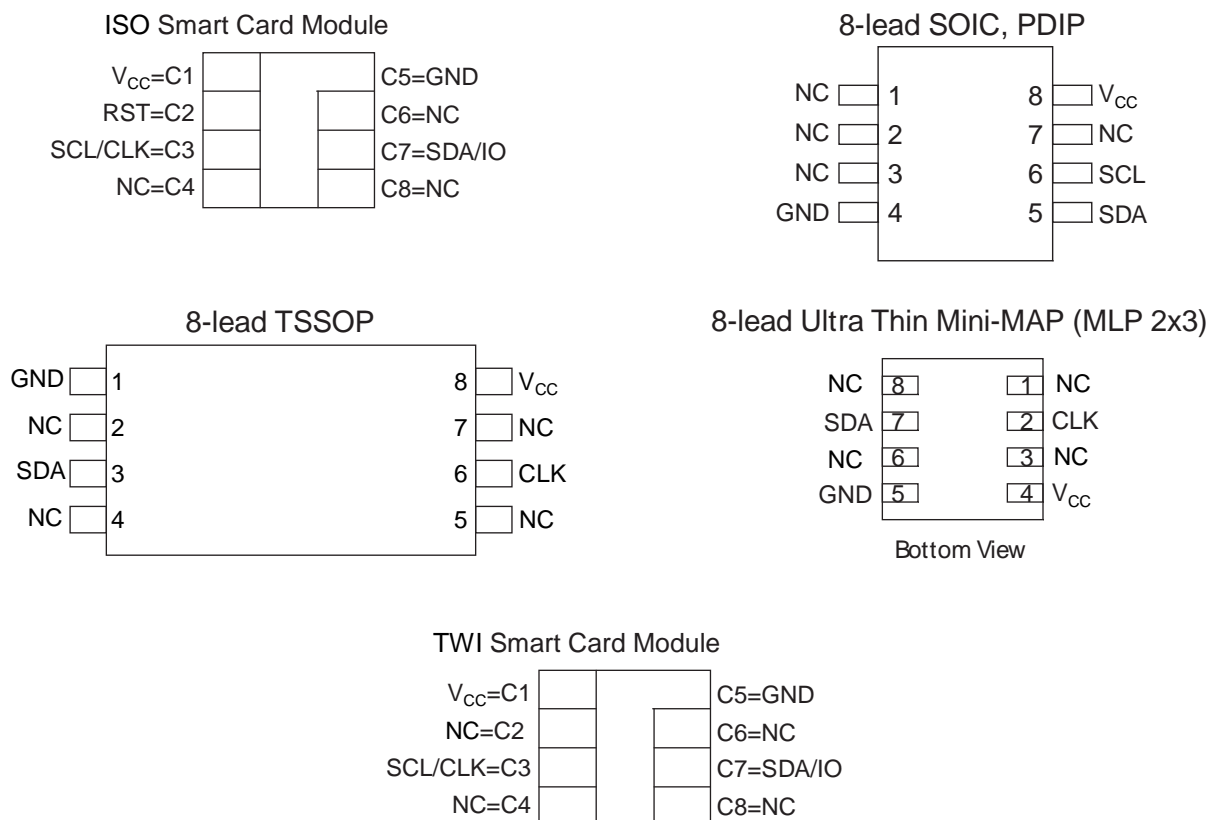 ISO Smart Card Module
VCC=C1
C5=GND
RST=C2
C6=NC
SCL/CLK=C3
C7=SDA/IO
NC=C4
C8=NC
8-lead SOIC, PDIP
NC 1 8 VCC
NC 2 7 NC
NC 3 6 SCL
GND 4 5 SDA
8-lead TSSOP
GND 1 8 VCC
NC 2 7 NC
SDA 3 6 CLK
NC 4 5 NC
8-lead Ultra Thin Mini-MAP (MLP 2x3)
NC 8 1 NC
SDA 7 2 CLK
NC 6 3 NC
GND 5 4 VCC
Bottom View
TWI Smart Card Module
VCC=C1
C5=GND
NC=C2
C6=NC
SCL/CLK=C3
C7=SDA/IO
NC=C4
C8=NC